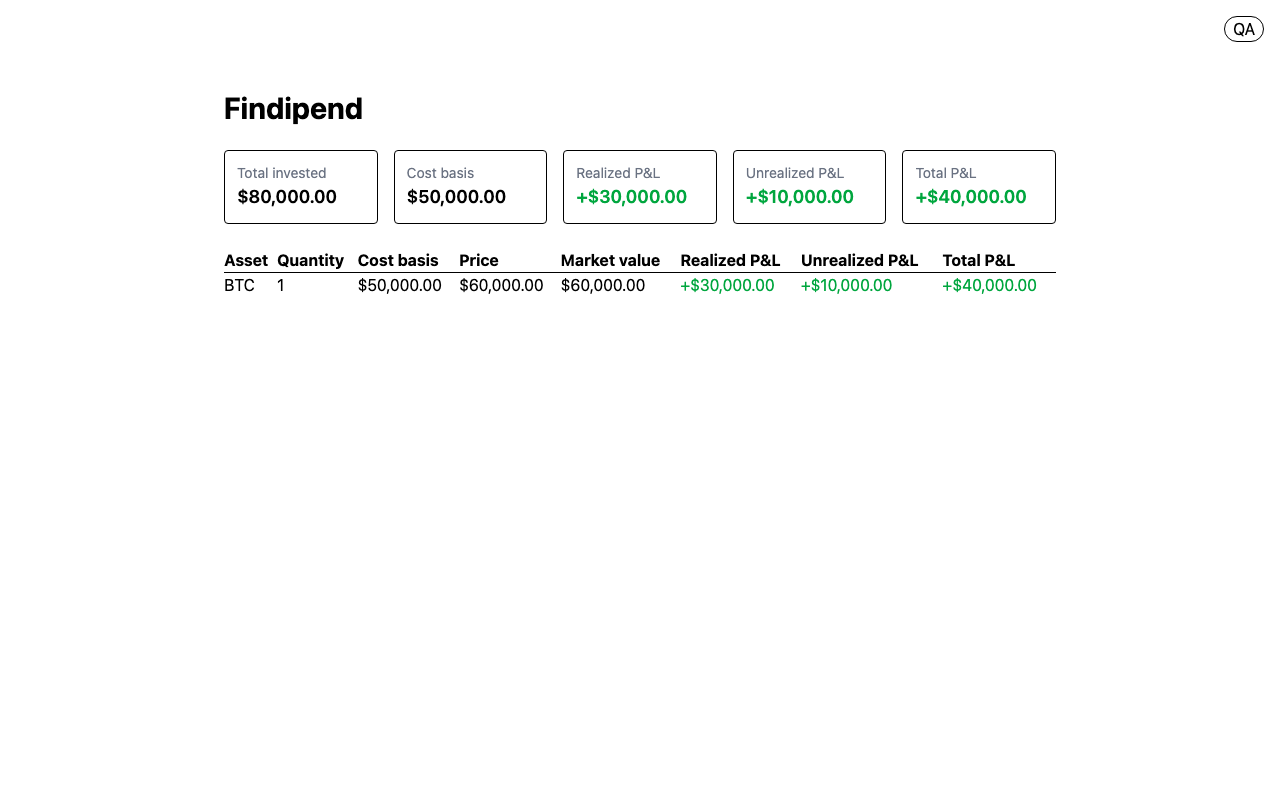 QA
Findipend
Total invested
$80,000.00
Cost basis
$50,000.00
Realized P&L
+$30,000.00
Unrealized P&L
+$10,000.00
Total P&L
+$40,000.00
Asset Quantity Cost basis Price Market value Realized P&L Unrealized P&L Total P&L
BTC 1 $50,000.00 $60,000.00 $60,000.00 +$30,000.00 +$10,000.00 +$40,000.00